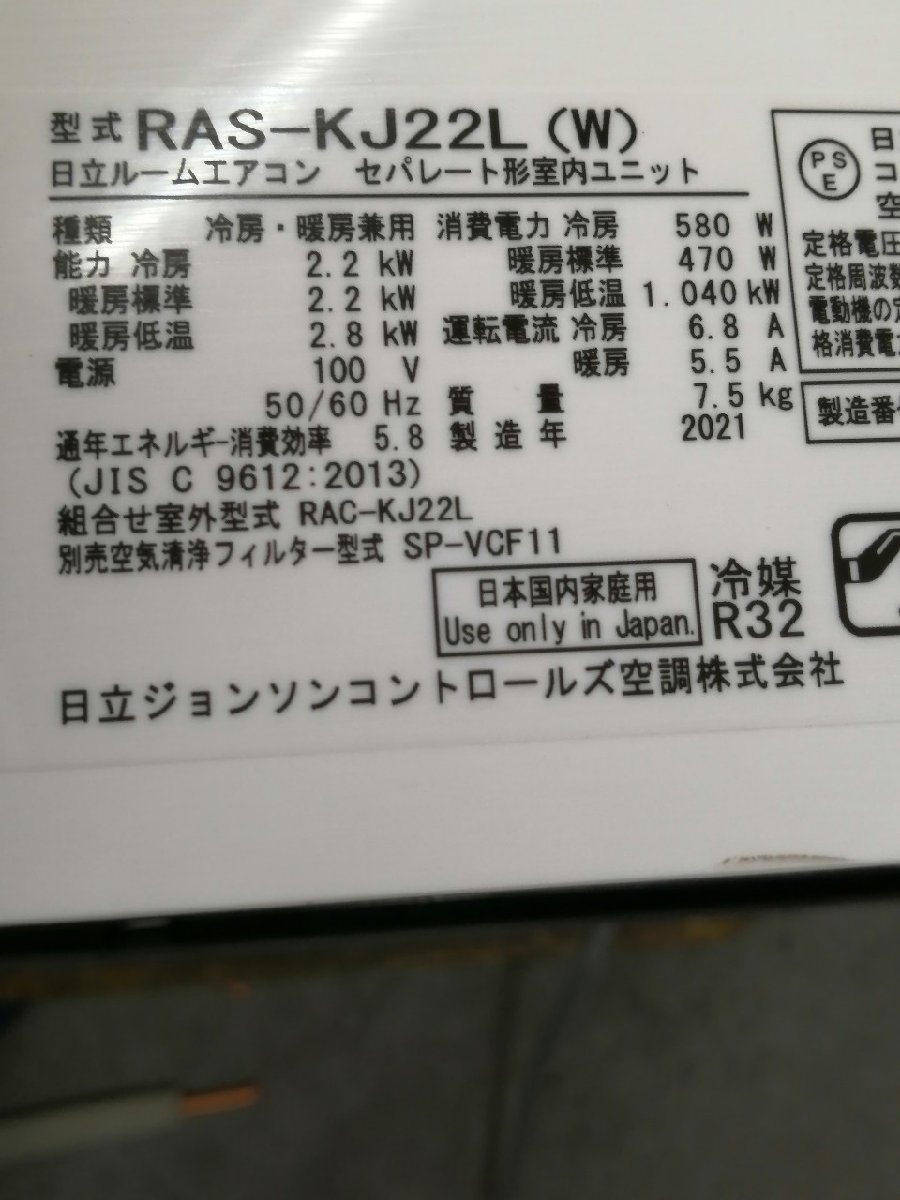 型式 RAS-KJ22L(W)
日立ルームエアコン セパレート形室内ユニット
種類 冷房・暖房兼用
能力 冷房 2.2 kW
暖房標準 2.2 kW
暖房低温 2.8 kW
電源 100 V
50/60 Hz
通年エネルギー消費効率 5.8
(JIS C 9612:2013)
消費電力 冷房 580 W
暖房標準 470 W
暖房低温 1.040 kW
運転電流 冷房 6.8 A
暖房 5.5 A
質量 7.5 kg
製造年 2021
組合せ室外型式 RAC-KJ22L
別売空気清浄フィルター型式 SP-VCF11
日本国内家庭用
Use only in Japan.
冷媒
R32
日立ジョンソンコントロールズ空調株式会社
PS
E
日
コ
空
定格電圧
定格周波数
電動機の定
格消費電力
製造番